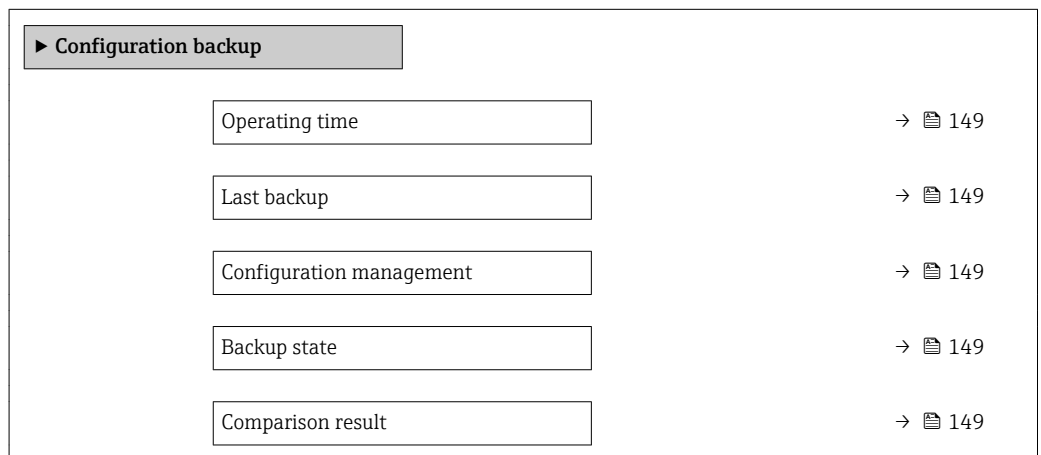 ► Configuration backup
Operating time → 🖹 149
Last backup → 🖹 149
Configuration management → 🖹 149
Backup state → 🖹 149
Comparison result → 🖹 149